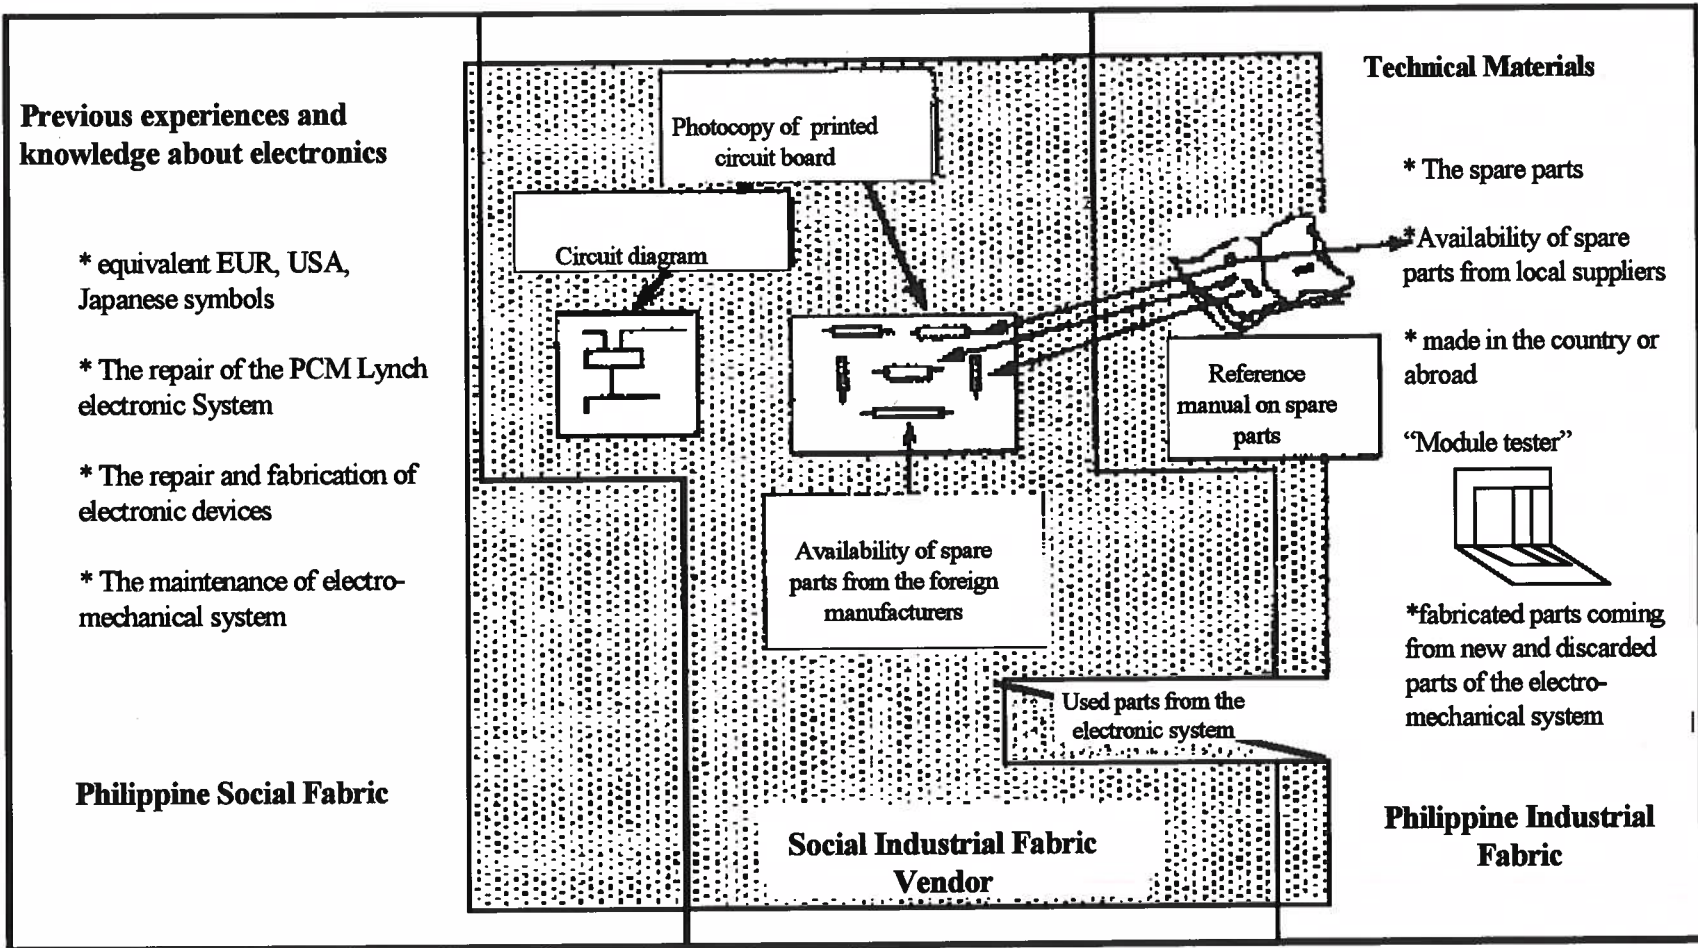 Previous experiences and
knowledge about electronics
* equivalent EUR, USA,
Japanese symbols
* The repair of the PCM Lynch
electronic System
* The repair and fabrication of
electronic devices
* The maintenance of electro-
mechanical system
Philippine Social Fabric
Photocopy of printed
circuit board
Circuit diagram
Availability of spare
parts from the foreign
manufacturers
Used parts from the
electronic system
Social Industrial Fabric
Vendor
Reference
manual on spare
parts
Technical Materials
* The spare parts
*Availability of spare
parts from local suppliers
* made in the country or
abroad
“Module tester”
*fabricated parts coming
from new and discarded
parts of the electro-
mechanical system
Philippine Industrial
Fabric